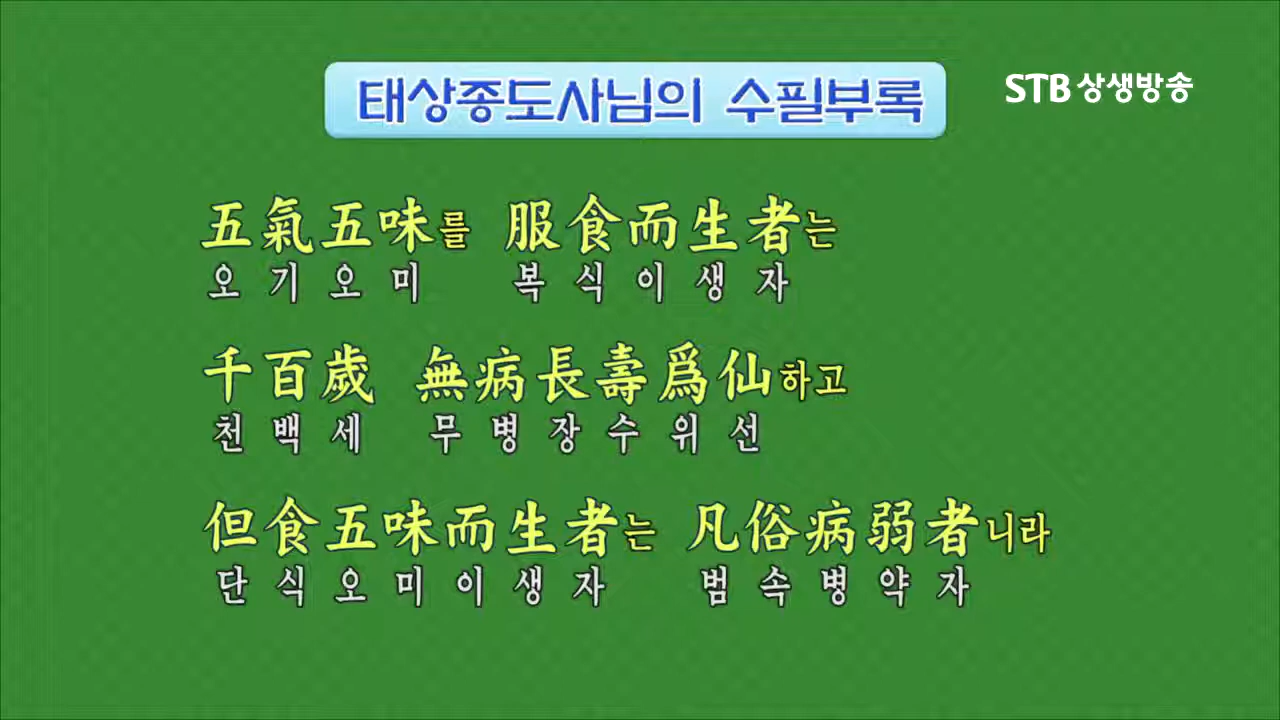 태상종도사님의 수필부록
STB 상생방송
五氣五味를 服食而生者는
오기오미 복식이생자
千百歲 無病長壽爲仙하고
천백세 무병장수위선
但食五味而生者는 凡俗病弱者니라
단식오미이생자 범속병약자